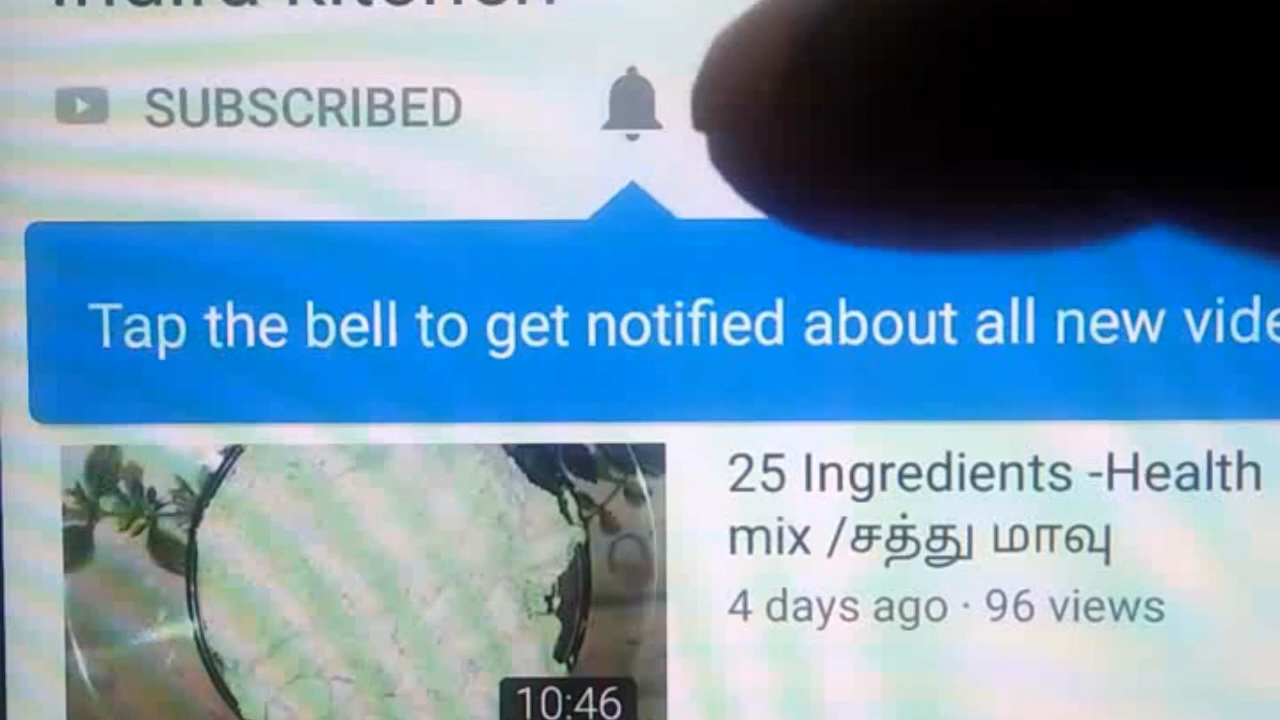 kitchen
SUBSCRIBED
Tap the bell to get notified about all new
25 Ingredients -Health
mix /சத்து மாவு
4 days ago · 96 views
10:46